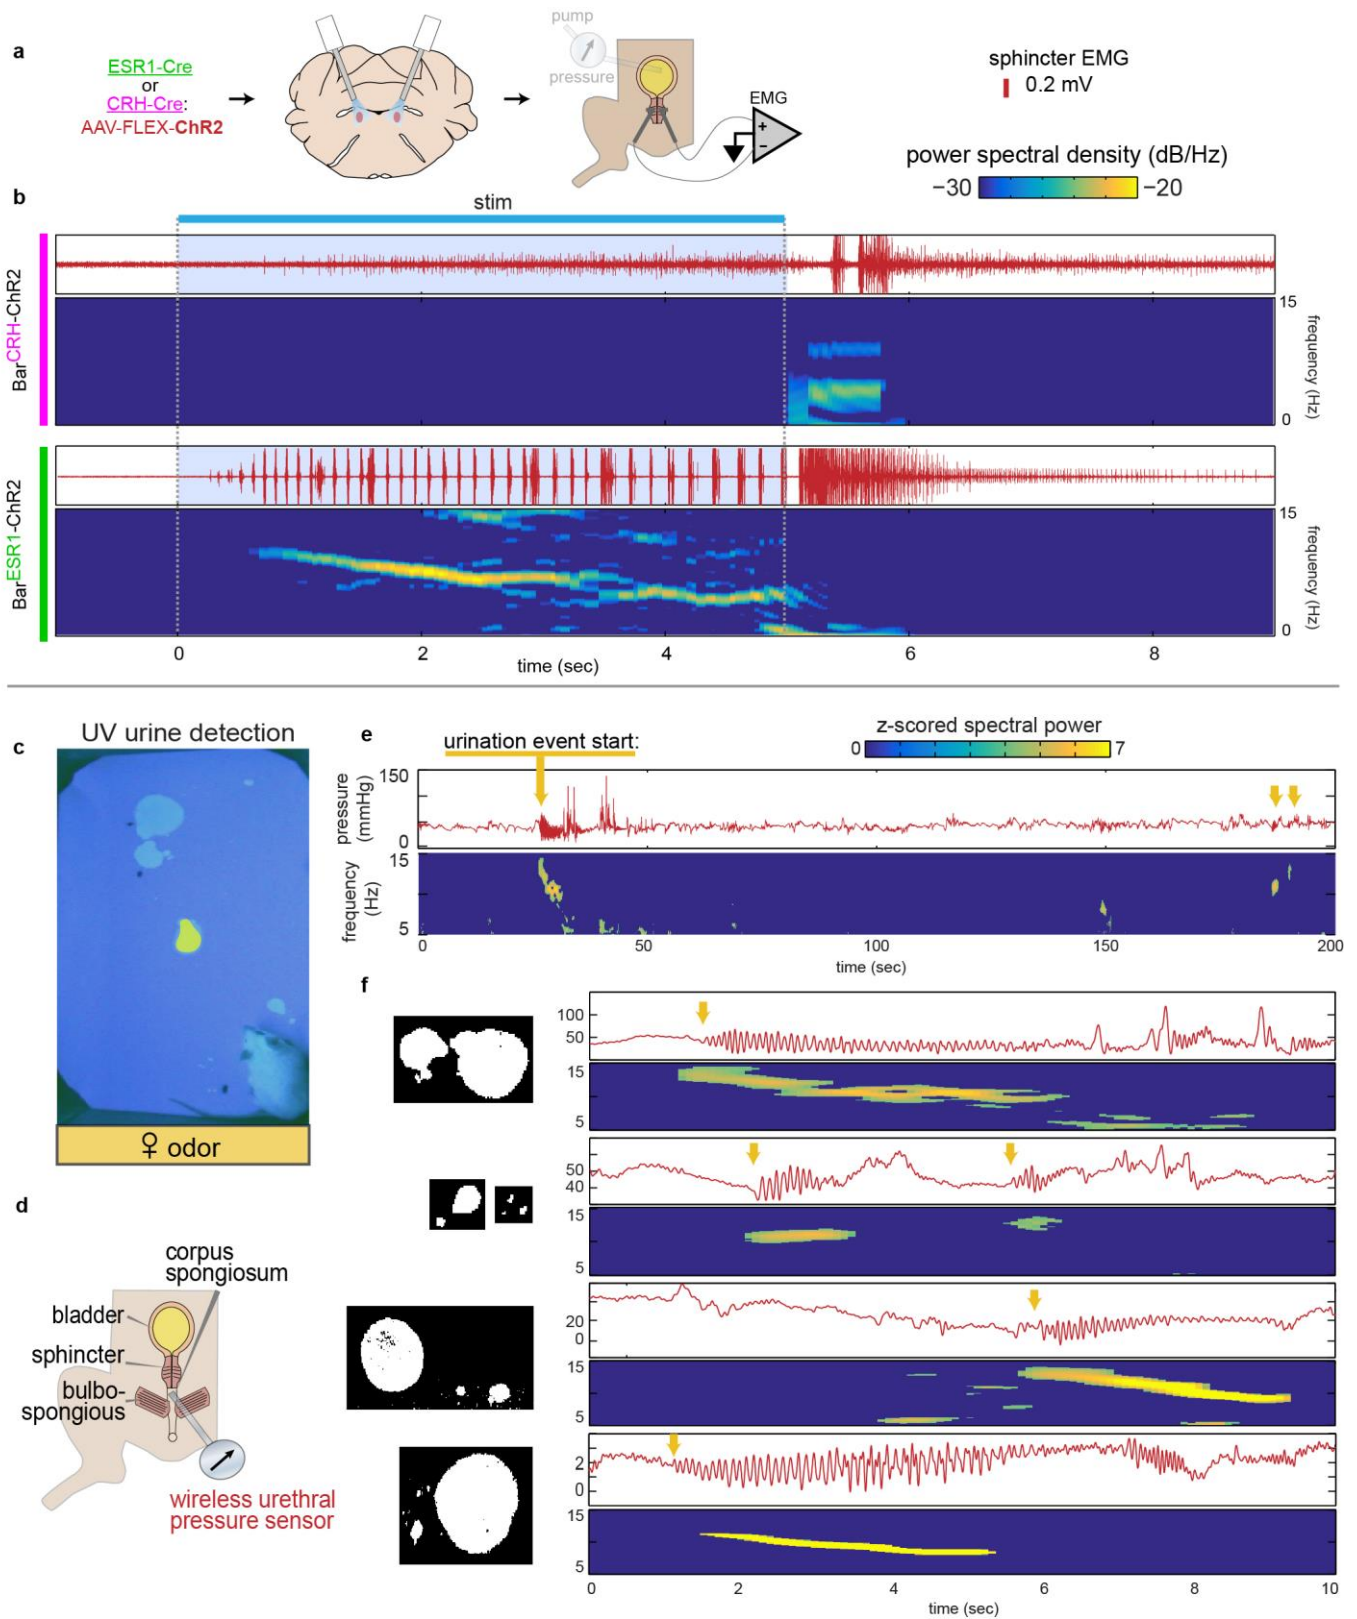 a
ESR1-Cre
or
CRH-Cre:
AAV-FLEX-ChR2
pump
pressure
EMG
+
−
sphincter EMG
0.2 mV
power spectral density (dB/Hz)
−30
−20
b
stim
BarCRH-ChR2
15
frequency (Hz)
0
BarESR1-ChR2
15
frequency (Hz)
0
0 2 4 6 8
time (sec)
c
UV urine detection
♀ odor
d
corpus
spongiosum
bladder
sphincter
bulbo-
spongious
wireless urethral
pressure sensor
e
urination event start:
z-scored spectral power
0
7
pressure
(mmHg)
150
0
frequency
(Hz)
15
5
0 50 100 150 200
time (sec)
f
100
50
15
5
50
40
15
5
20
0
15
5
2
0
15
5
0 2 4 6 8 10
time (sec)